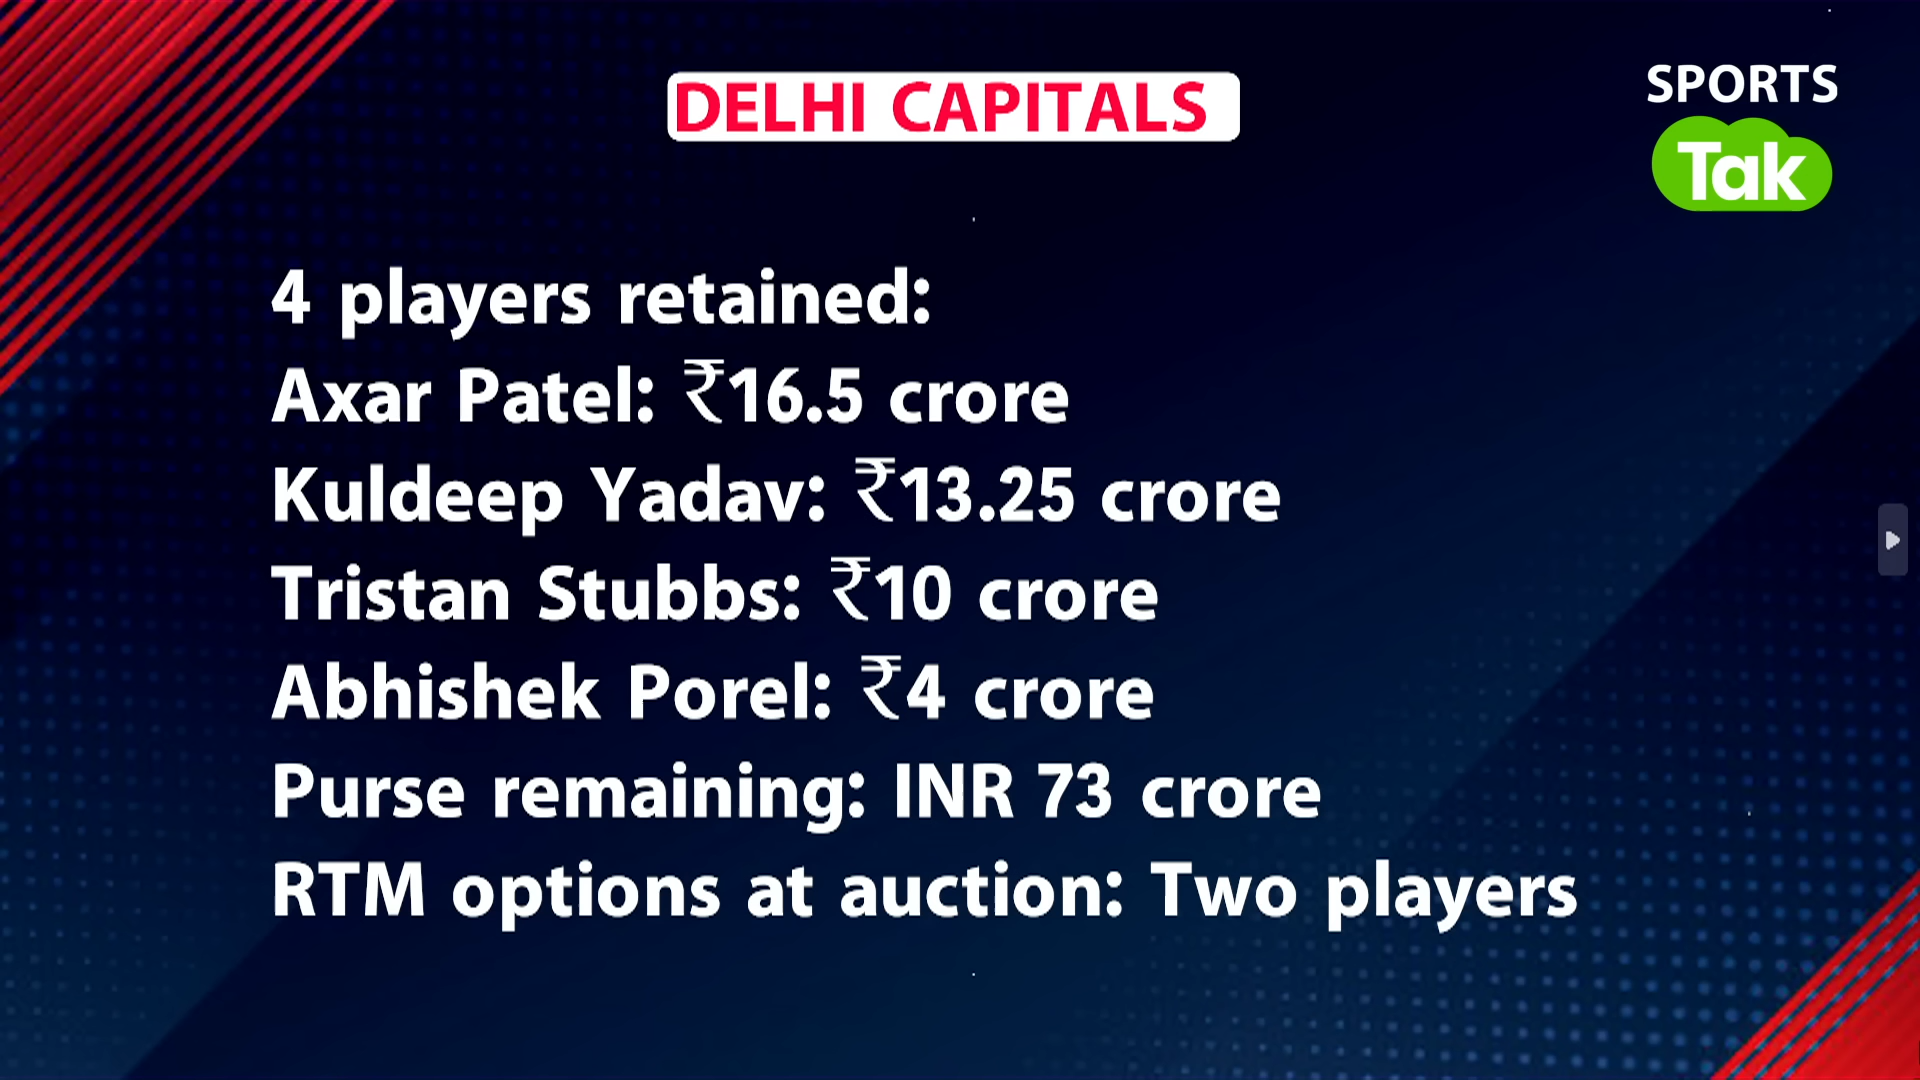 DELHI CAPITALS
SPORTS
Tak
4 players retained:
Axar Patel: ₹16.5 crore
Kuldeep Yadav: ₹13.25 crore
Tristan Stubbs: ₹10 crore
Abhishek Porel: ₹4 crore
Purse remaining: INR 73 crore
RTM options at auction: Two players